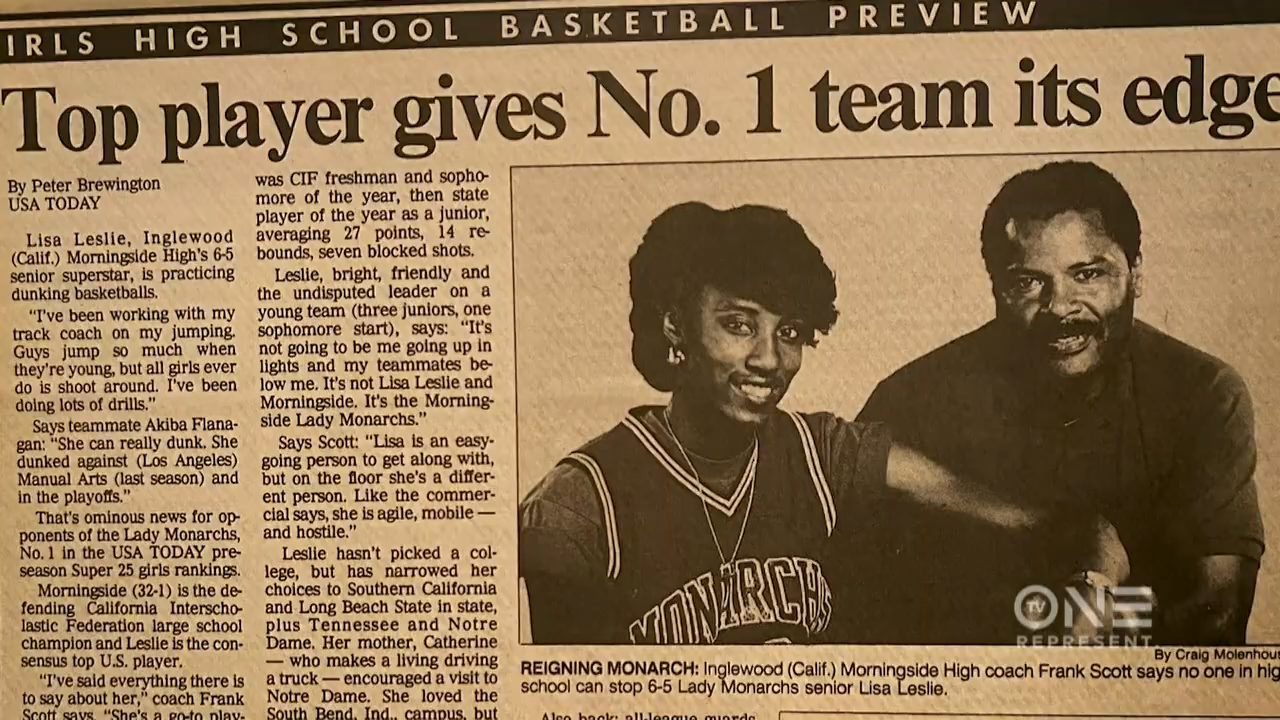 IRLS HIGH SCHOOL BASKETBALL PREVIEW
Top player gives No. 1 team its edge
By Peter Brewington
USA TODAY
Lisa Leslie, Inglewood
(Calif.) Morningside High's 6-5
senior superstar, is practicing
dunking basketballs.
"I've been working with my
track coach on my jumping.
Guys jump so much when
they're young, but all girls ever
do is shoot around. I've been
doing lots of drills."
Says teammate Akiba Flana-
gan: "She can really dunk. She
dunked against (Los Angeles)
Manual Arts (last season) and
in the playoffs."
That's ominous news for op-
ponents of the Lady Monarchs,
No. 1 in the USA TODAY pre-
season Super 25 girls rankings.
Morningside (32-1) is the de-
fending California Interscho-
lastic Federation large school
champion and Leslie is the con-
sensus top U.S. player.
"I've said everything there is
to say about her," coach Frank
Scott says. "She's a go-to play-
was CIF freshman and sopho-
more of the year, then state
player of the year as a junior,
averaging 27 points, 14 re-
bounds, seven blocked shots.
Leslie, bright, friendly and
the undisputed leader on a
young team (three juniors, one
sophomore start), says: "It's
not going to be me going up in
lights and my teammates be-
low me. It's not Lisa Leslie and
Morningside. It's the Morning-
side Lady Monarchs."
Says Scott: "Lisa is an easy-
going person to get along with,
but on the floor she's a differ-
ent person. Like the commer-
cial says, she is agile, mobile —
and hostile."
Leslie hasn't picked a col-
lege, but has narrowed her
choices to Southern California
and Long Beach State in state,
plus Tennessee and Notre
Dame. Her mother, Catherine
— who makes a living driving
a truck — encouraged a visit to
Notre Dame. She loved the
South Bend, Ind., campus, but
MONARCHS
TV ONE
REPRESENT
By Craig Molenhou
REIGNING MONARCH: Inglewood (Calif.) Morningside High coach Frank Scott says no one in hig
school can stop 6-5 Lady Monarchs senior Lisa Leslie.
Also back: all-league guards